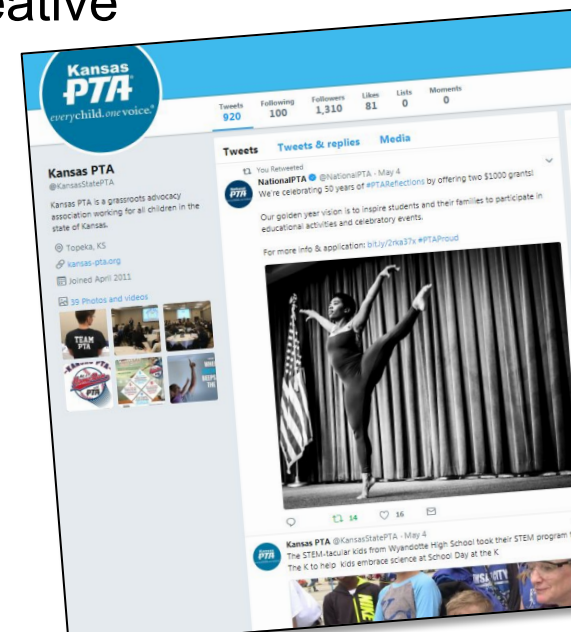 eative
Kansas
PTA
everychild.onevoice.®
Tweets Following Followers Likes Lists Moments
920 100 1,310 81 0 0
Kansas PTA
@KansasStatePTA
Kansas PTA is a grassroots advocacy
association working for all children in the
state of Kansas.
Topeka, KS
kansas-pta.org
Joined April 2011
39 Photos and videos
TEAM
PTA
Tweets Tweets & replies Media
You Retweeted
NationalPTA @NationalPTA · May 4
We're celebrating 50 years of #PTAReflections by offering two $1000 grants!
Our golden year vision is to inspire students and their families to participate in
educational activities and celebratory events.
For more info & application: bit.ly/2rka37x #PTAProud
14 16
Kansas PTA @KansasStatePTA · May 4
The STEM-tacular kids from Wyandotte High School took their STEM program
The K to help kids embrace science at School Day at the K
NIKE